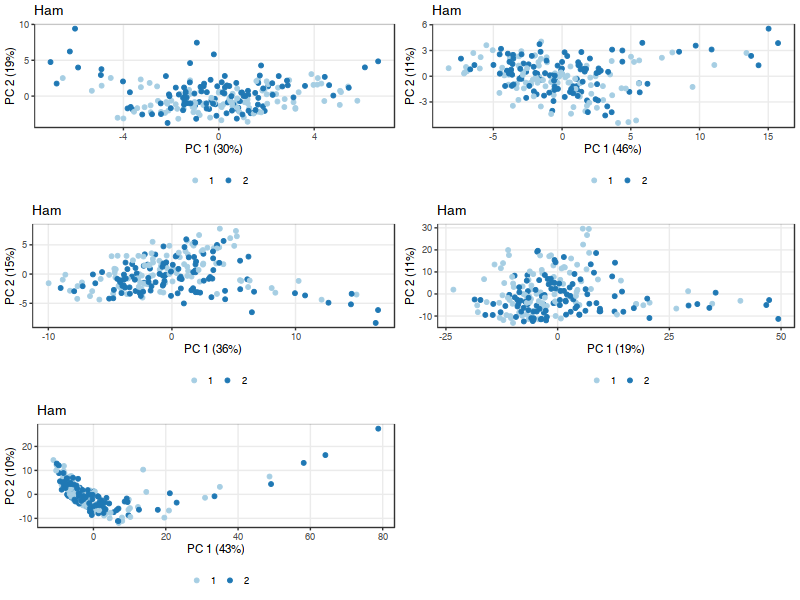 Ham
PC 2 (19%)
10
5
0
-4
0
4
PC 1 (30%)
1 2
Ham
PC 2 (11%)
6
3
0
-3
-5
0
5
10
15
PC 1 (46%)
1 2
Ham
PC 2 (15%)
5
0
-5
-10
0
10
PC 1 (36%)
1 2
Ham
PC 2 (11%)
30
20
10
0
-10
-25
0
25
50
PC 1 (19%)
1 2
Ham
PC 2 (10%)
20
10
0
-10
0
20
40
60
80
PC 1 (43%)
1 2